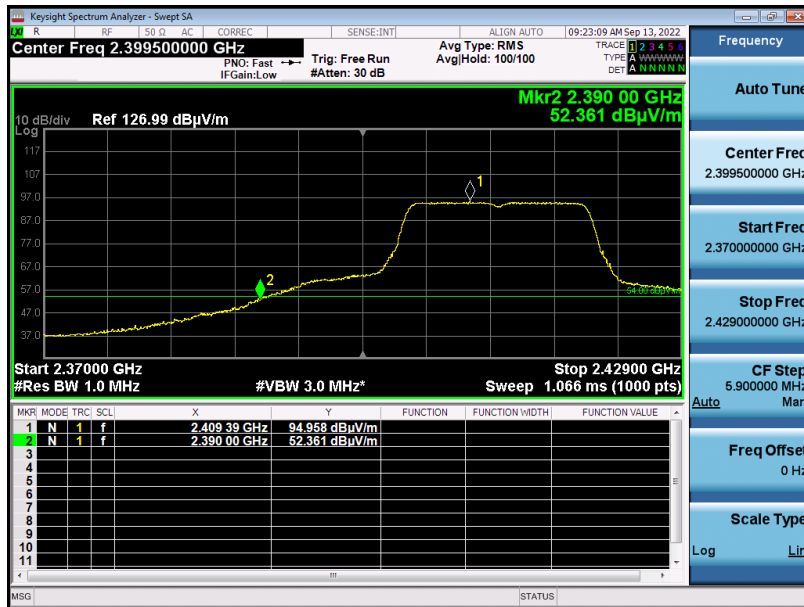 Keysight Spectrum Analyzer - Swept SA
LXI R RF 50 Ω AC CORREC SENSE:INT ALIGN AUTO 09:23:09 AM Sep 13, 2022
Center Freq 2.399500000 GHz
PNO: Fast
IFGain:Low
Trig: Free Run
#Atten: 30 dB
Avg Type: RMS
Avg|Hold: 100/100
TRACE 1 2 3 4 5 6
TYPE A WWWWW
DET A N N N N N
Mkr2 2.390 00 GHz
52.361 dBµV/m
10 dB/div Ref 126.99 dBµV/m
Log
117
107
97.0
87.0
77.0
67.0
57.0
47.0
37.0
1
2
54.00 dBµV/m
Start 2.37000 GHz Stop 2.42900 GHz
#Res BW 1.0 MHz #VBW 3.0 MHz* Sweep 1.066 ms (1000 pts)
MKR MODE TRC SCL X Y FUNCTION FUNCTION WIDTH FUNCTION VALUE
1 N 1 f 2.409 39 GHz 94.958 dBµV/m
2 N 1 f 2.390 00 GHz 52.361 dBµV/m
3
4
5
6
7
8
9
10
11
MSG STATUS
Frequency
Auto Tune
Center Freq
2.399500000 GHz
Start Freq
2.370000000 GHz
Stop Freq
2.429000000 GHz
CF Step
5.900000 MHz
Auto Man
Freq Offset
0 Hz
Scale Type
Log Lin